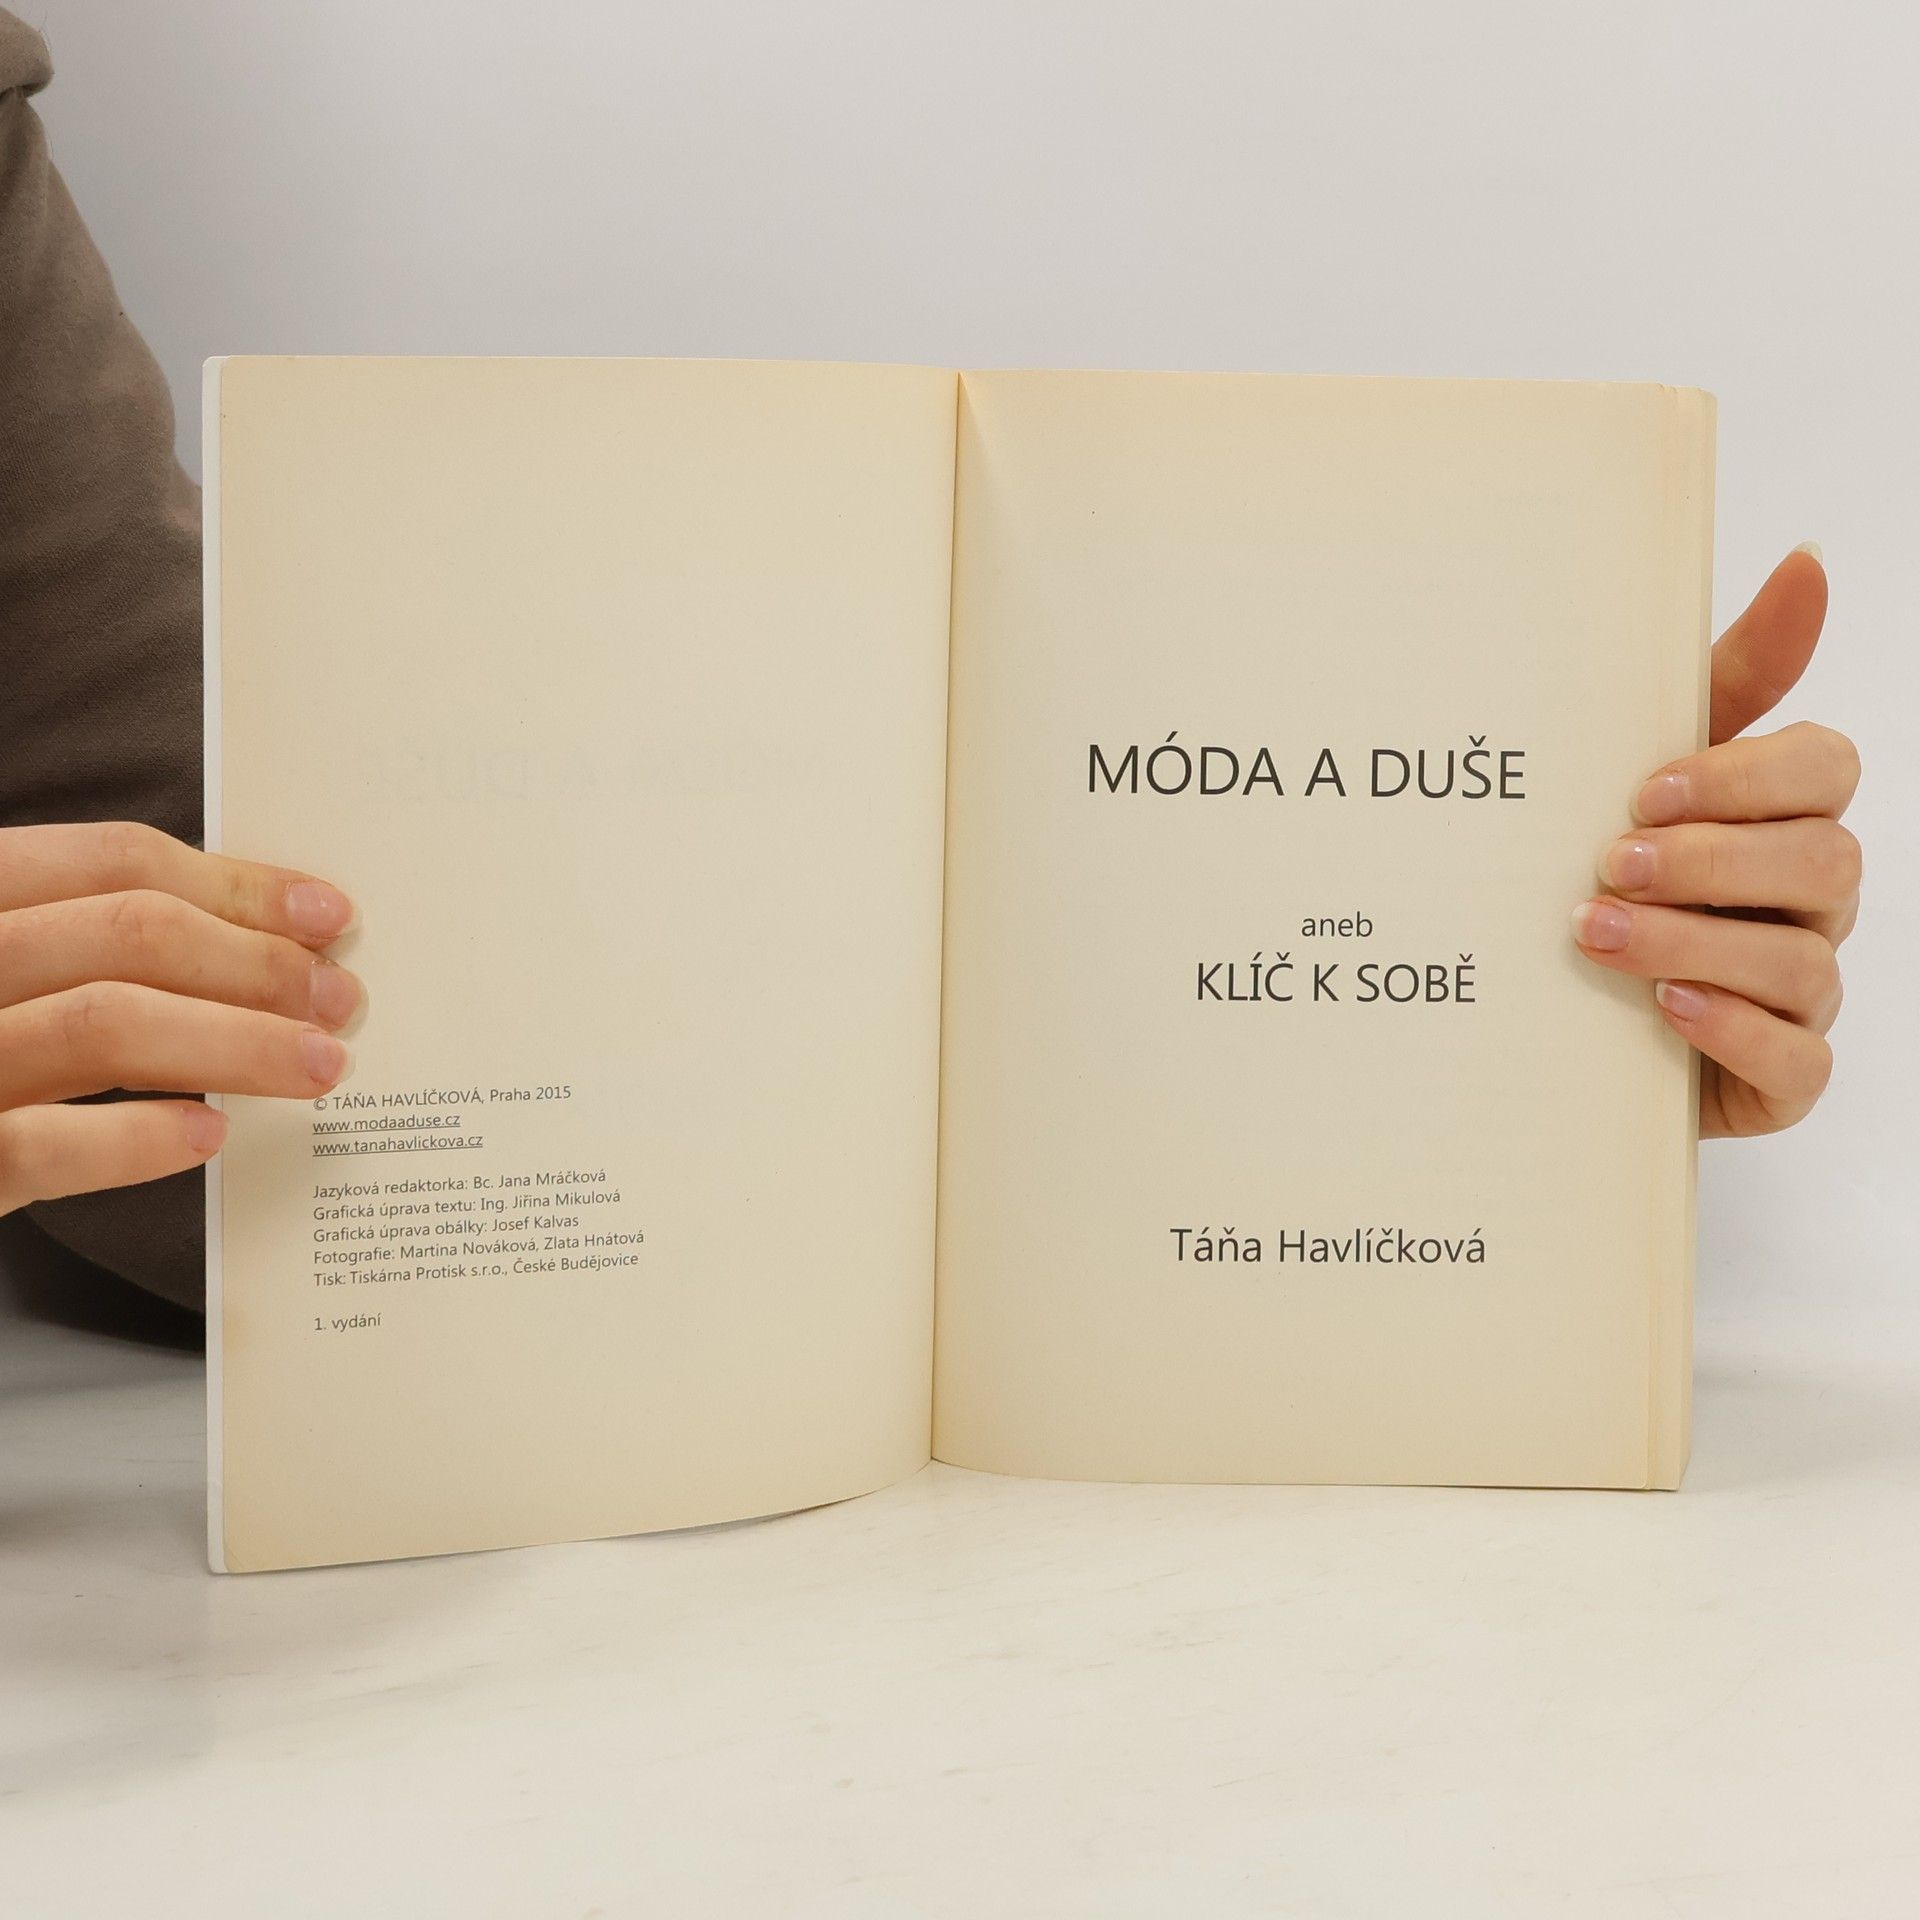 © TÁŇA HAVLÍČKOVÁ, Praha 2015
www.modaaduse.cz
www.tanahavlickova.cz
Jazyková redaktorka: Bc. Jana Mráčková
Grafická úprava textu: Ing. Jiřina Mikulová
Grafická úprava obálky: Josef Kalvas
Fotografie: Martina Nováková, Zlata Hnátová
Tisk: Tiskárna Protisk s.r.o., České Budějovice
1. vydání
MÓDA A DUŠE
aneb
KLÍČ K SOBĚ
Táňa Havlíčková